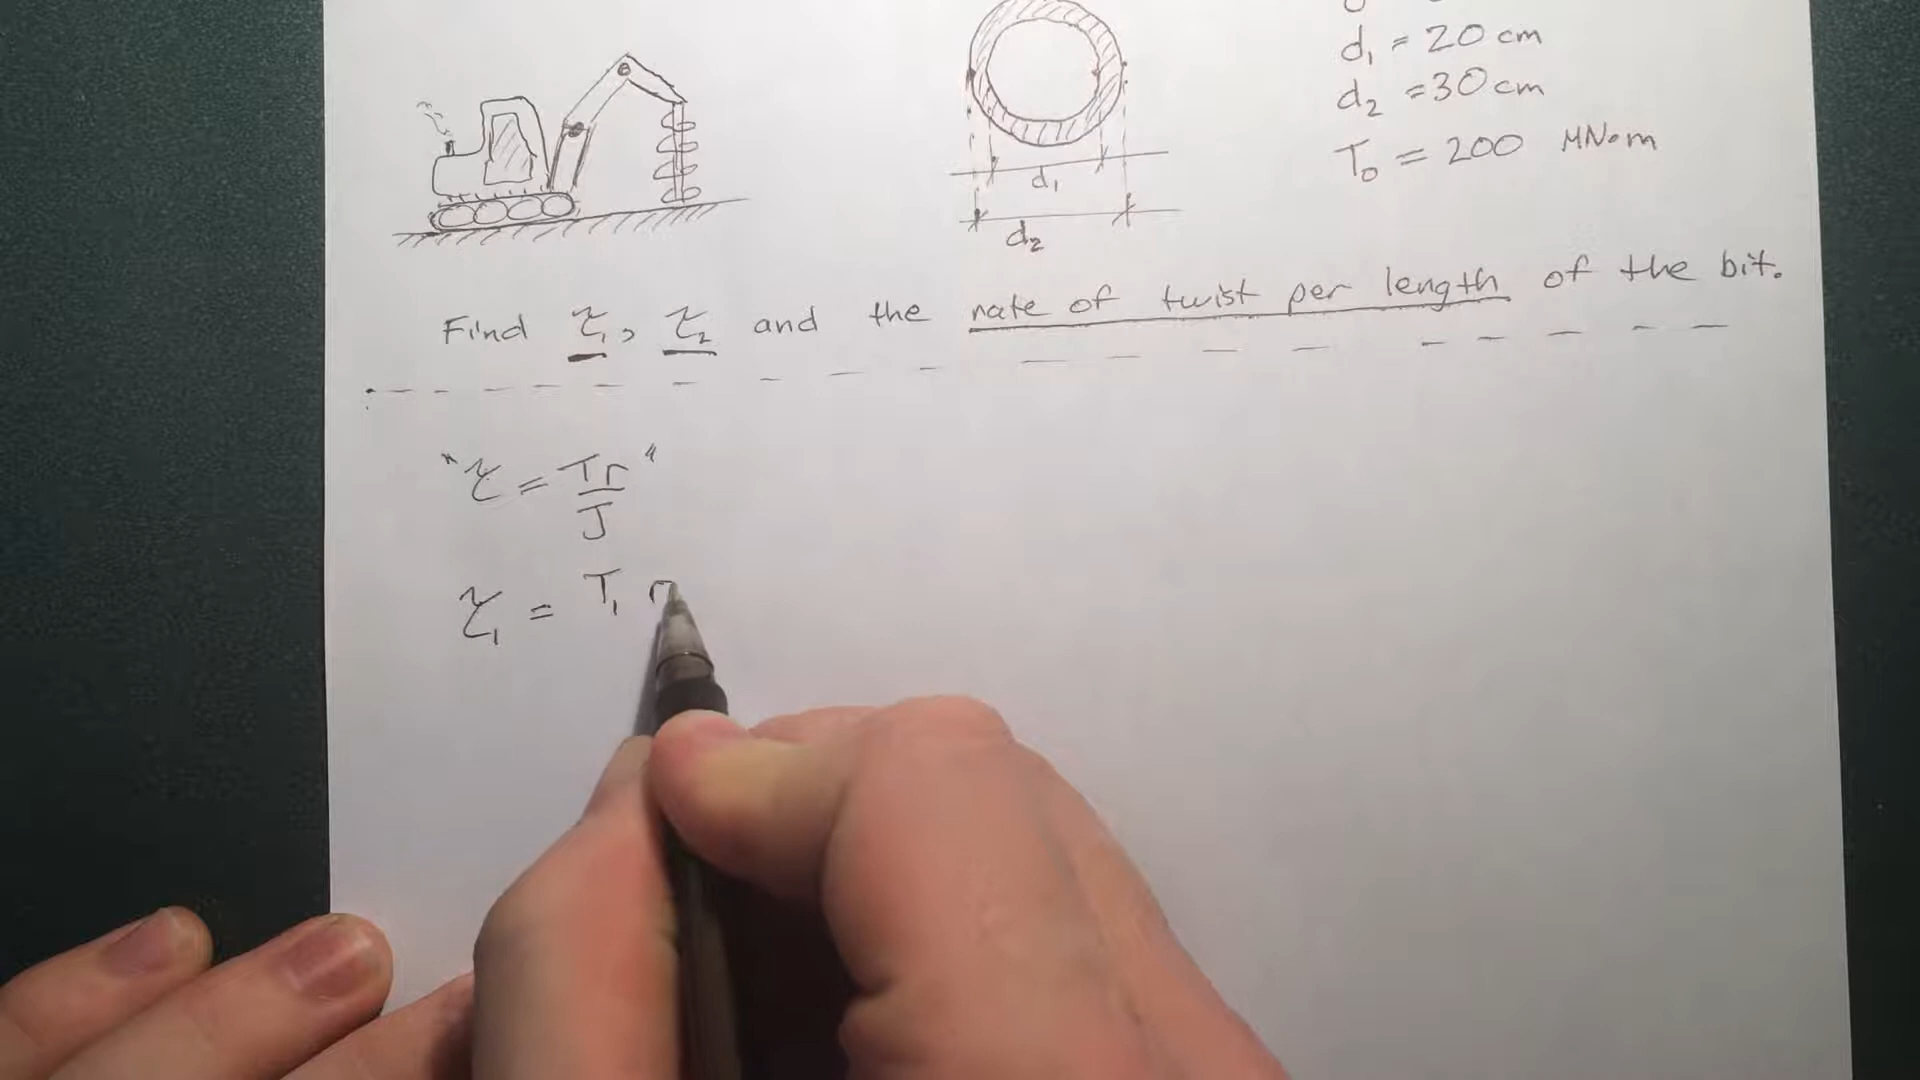 d₁ = 20 cm
d₂ = 30 cm
T₀ = 200 MN·m
d₁
d₂
Find τ₁, τ₂ and the rate of twist per length of the bit.
"τ = Tr/J"
τ₁ = T₁ r